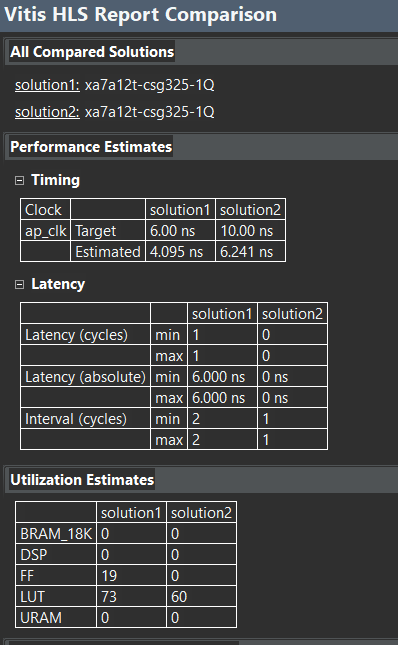 Vitis HLS Report Comparison
All Compared Solutions
solution1: xa7a12t-csg325-1Q
solution2: xa7a12t-csg325-1Q
Performance Estimates
Timing
Clock solution1 solution2
ap_clk Target 6.00 ns 10.00 ns
Estimated 4.095 ns 6.241 ns
Latency
solution1 solution2
Latency (cycles) min 1 0
max 1 0
Latency (absolute) min 6.000 ns 0 ns
max 6.000 ns 0 ns
Interval (cycles) min 2 1
max 2 1
Utilization Estimates
solution1 solution2
BRAM_18K 0 0
DSP 0 0
FF 19 0
LUT 73 60
URAM 0 0